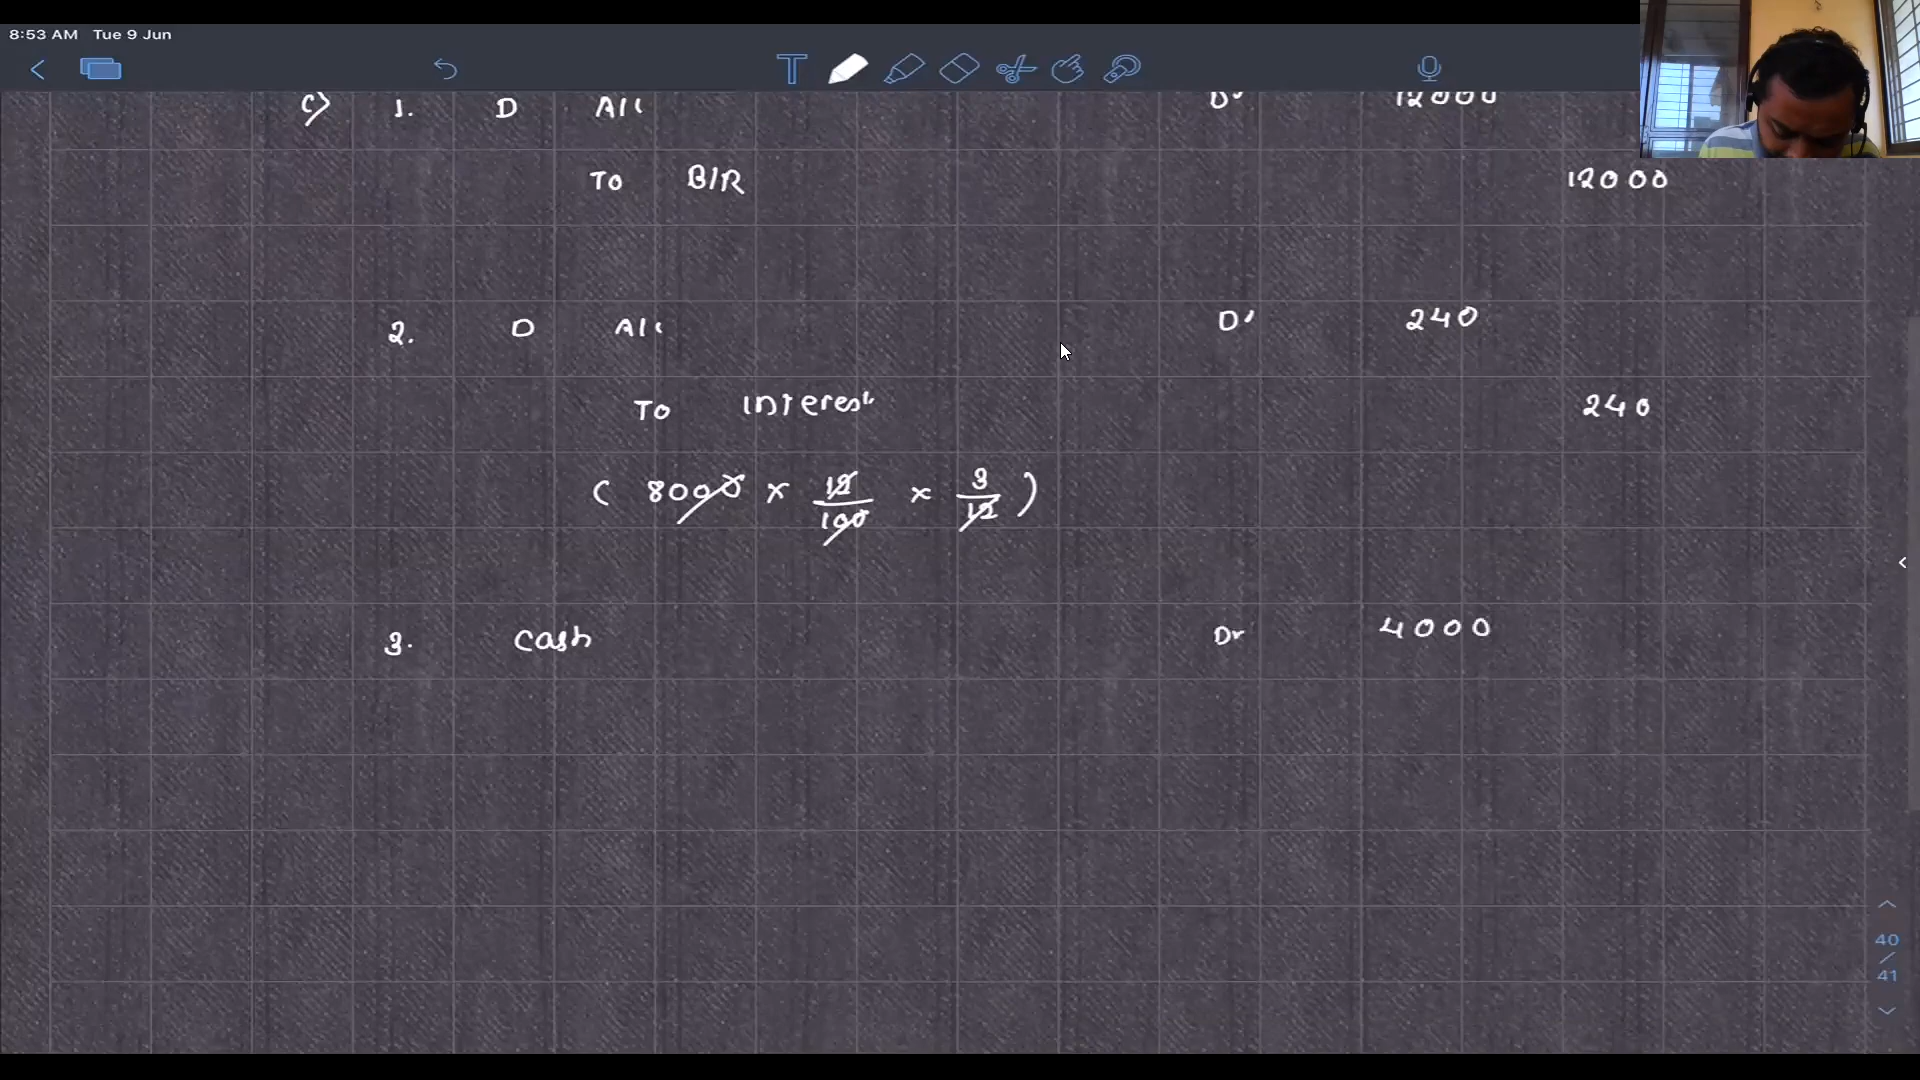 8:53 AM Tue 9 Jun
T
C) 1. D A/c Dr 12000
To B/R 12000
2. D A/c Dr 240
To Interest 240
( 8000 x 12/100 x 3/12 )
3. Cash Dr 4000
40
/
41